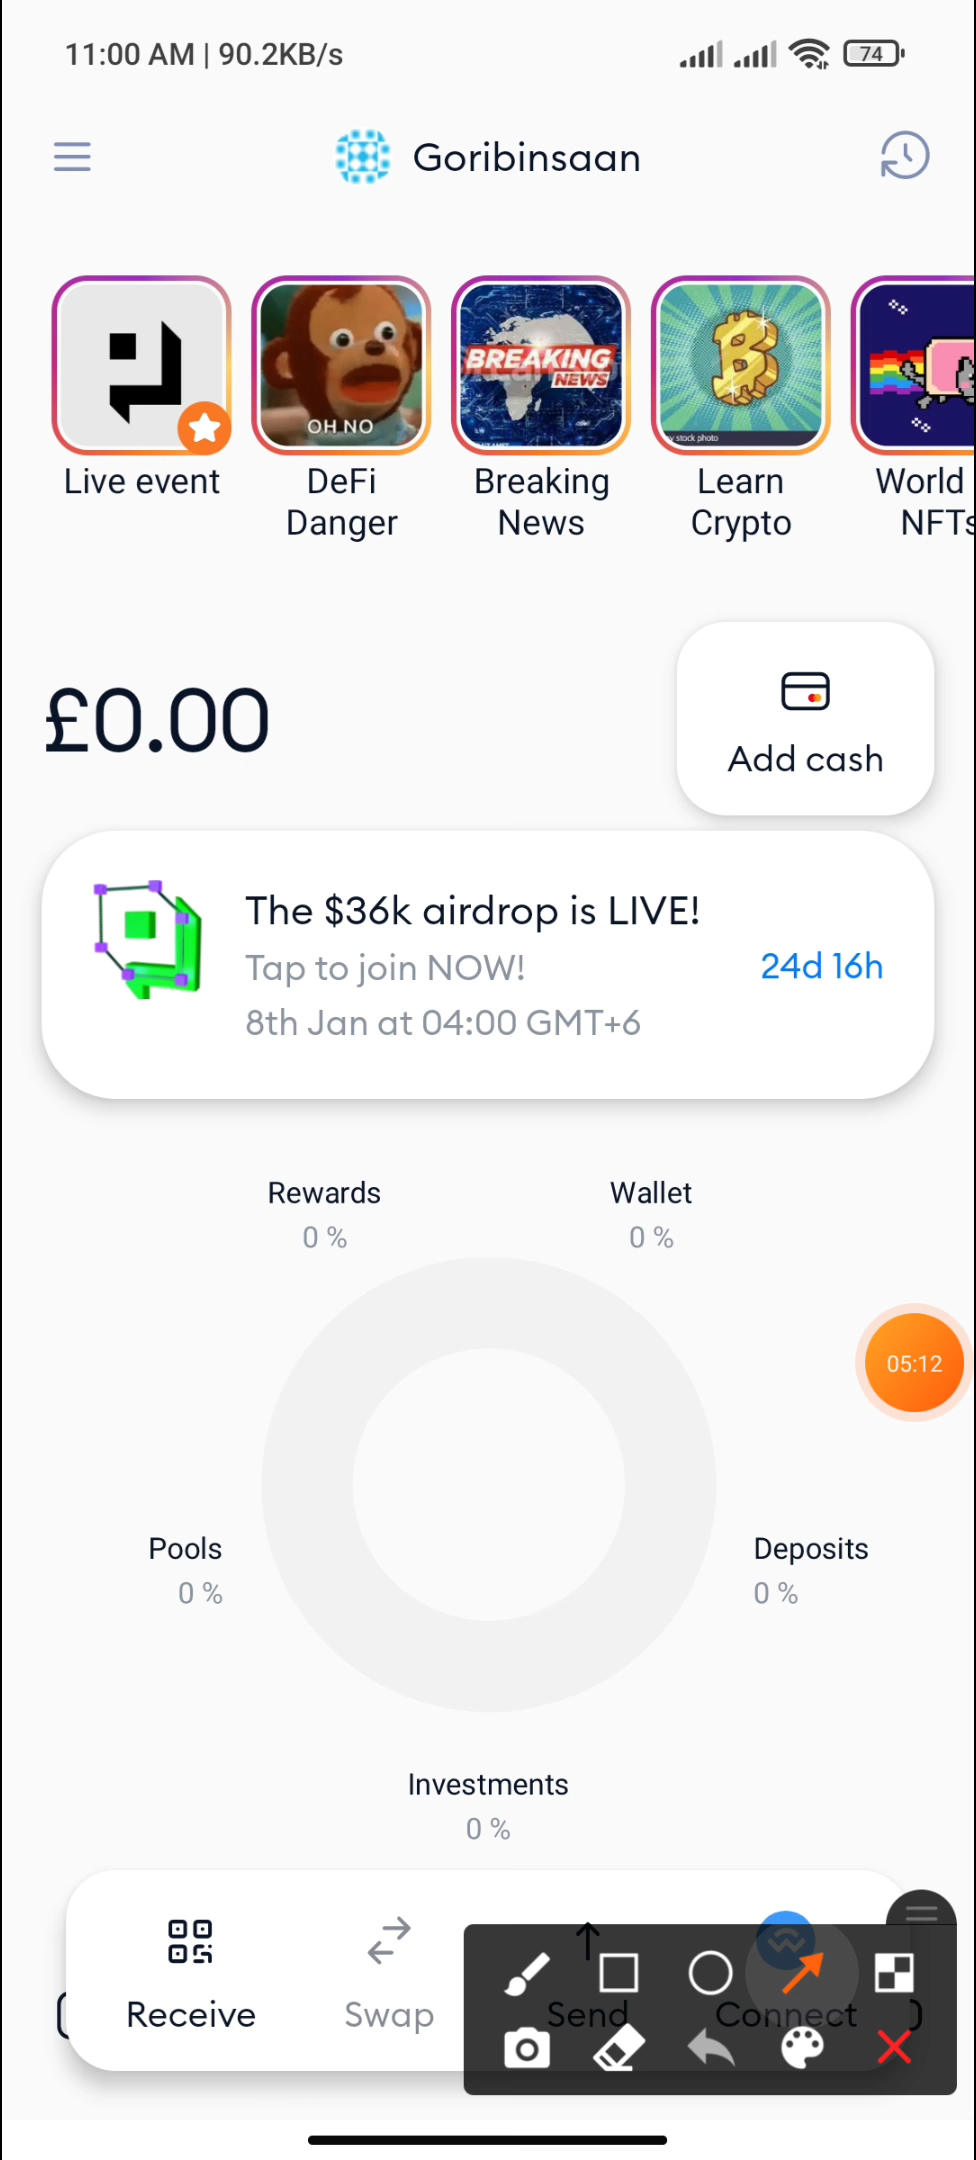 11:00 AM | 90.2KB/s
74
Goribinsaan
OH NO
BREAKING
NEWS
y stock photo
Live event
DeFi
Danger
Breaking
News
Learn
Crypto
World
NFTs
£0.00
Add cash
The $36k airdrop is LIVE!
Tap to join NOW!
24d 16h
8th Jan at 04:00 GMT+6
Rewards
0 %
Wallet
0 %
05:12
Pools
0 %
Deposits
0 %
Investments
0 %
Receive
Swap
Send
Connect